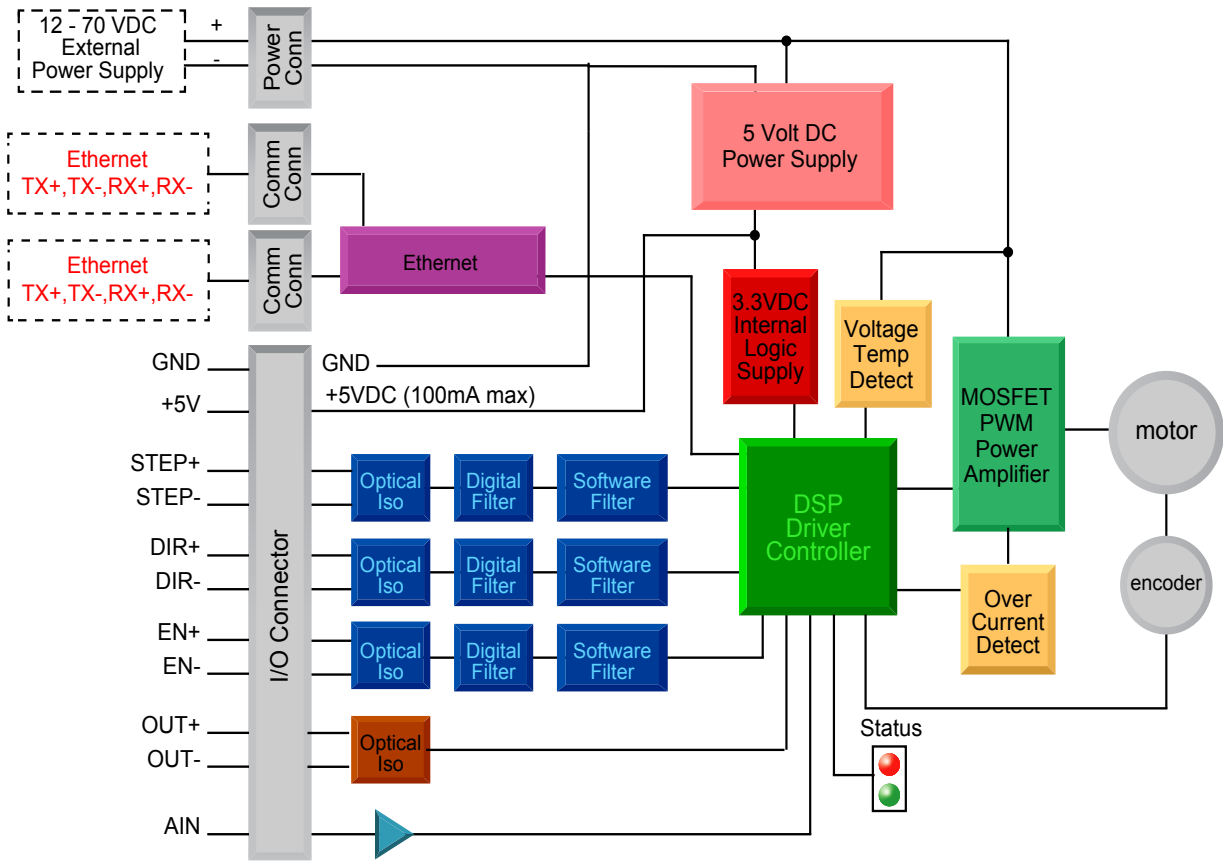 12 - 70 VDC
External
Power Supply
+
-
Power
Conn
5 Volt DC
Power Supply
Ethernet
TX+,TX-,RX+,RX-
Comm
Conn
Ethernet
Ethernet
TX+,TX-,RX+,RX-
Comm
Conn
3.3VDC
Internal
Logic
Supply
Voltage
Temp
Detect
MOSFET
PWM
Power
Amplifier
motor
encoder
GND
+5V
GND
+5VDC (100mA max)
I/O Connector
STEP+
STEP-
Optical
Iso
Digital
Filter
Software
Filter
DSP
Driver
Controller
DIR+
DIR-
Optical
Iso
Digital
Filter
Software
Filter
Over
Current
Detect
EN+
EN-
Optical
Iso
Digital
Filter
Software
Filter
OUT+
OUT-
Optical
Iso
Status
AIN